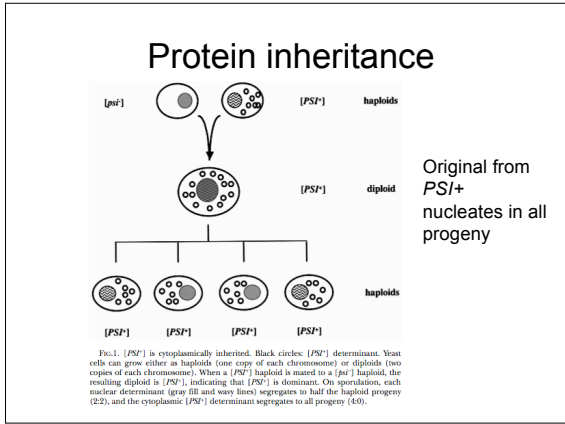 Protein inheritance
[psi-] [PSI+] haploids
[PSI+] diploid
Original from
PSI+
nucleates in all
progeny
haploids
[PSI+] [PSI+] [PSI+] [PSI+]
FIG.1. [PSI+] is cytoplasmically inherited. Black circles: [PSI+] determinant. Yeast
cells can grow either as haploids (one copy of each chromosome) or diploids (two
copies of each chromosome). When a [PSI+] haploid is mated to a [psi-] haploid, the
resulting diploid is [PSI+], indicating that [PSI+] is dominant. On sporulation, each
nuclear determinant (gray fill and wavy lines) segregates to half the haploid progeny
(2:2), and the cytoplasmic [PSI+] determinant segregates to all progeny (4:0).